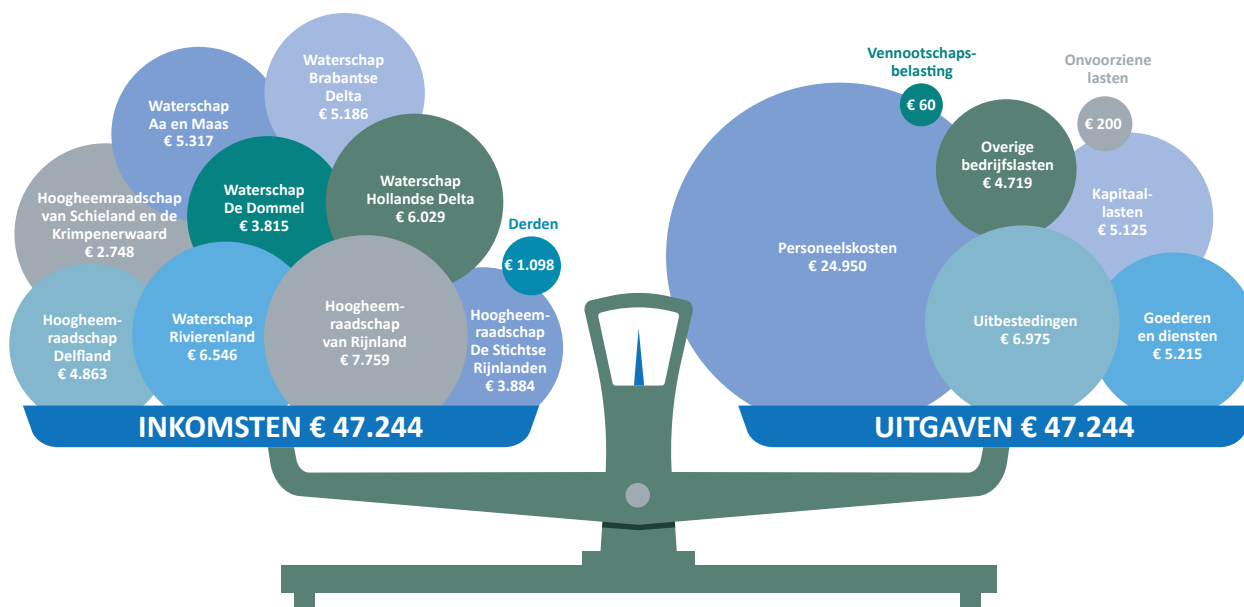 Waterschap
Brabantse
Delta
€ 5.186
Waterschap
Aa en Maas
€ 5.317
Hoogheemraadschap
van Schieland en de
Krimpenerwaard
€ 2.748
Waterschap
De Dommel
€ 3.815
Waterschap
Hollandse Delta
€ 6.029
Derden
€ 1.098
Hoogheem-
raadschap
Delfland
€ 4.863
Waterschap
Rivierenland
€ 6.546
Hoogheem-
raadschap
van Rijnland
€ 7.759
Hoogheem-
raadschap
De Stichtse
Rijnlanden
€ 3.884
INKOMSTEN € 47.244
Vennootschaps-
belasting
€ 60
Onvoorziene
lasten
€ 200
Overige
bedrijfslasten
€ 4.719
Kapitaal-
lasten
€ 5.125
Personeelskosten
€ 24.950
Uitbestedingen
€ 6.975
Goederen
en diensten
€ 5.215
UITGAVEN € 47.244